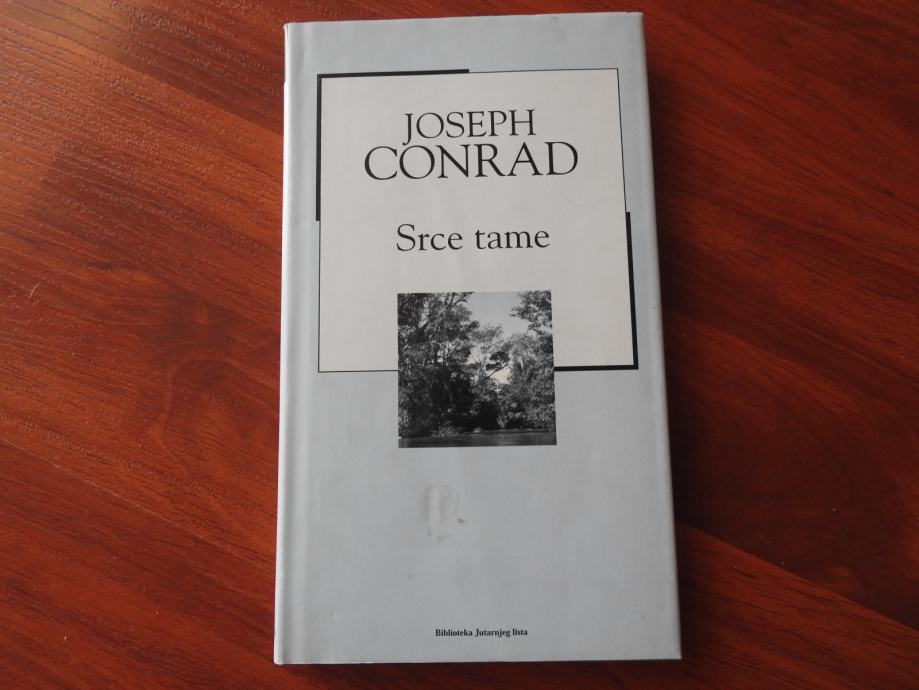 JOSEPH
CONRAD
Srce tame
Biblioteka Jutarnjeg lista